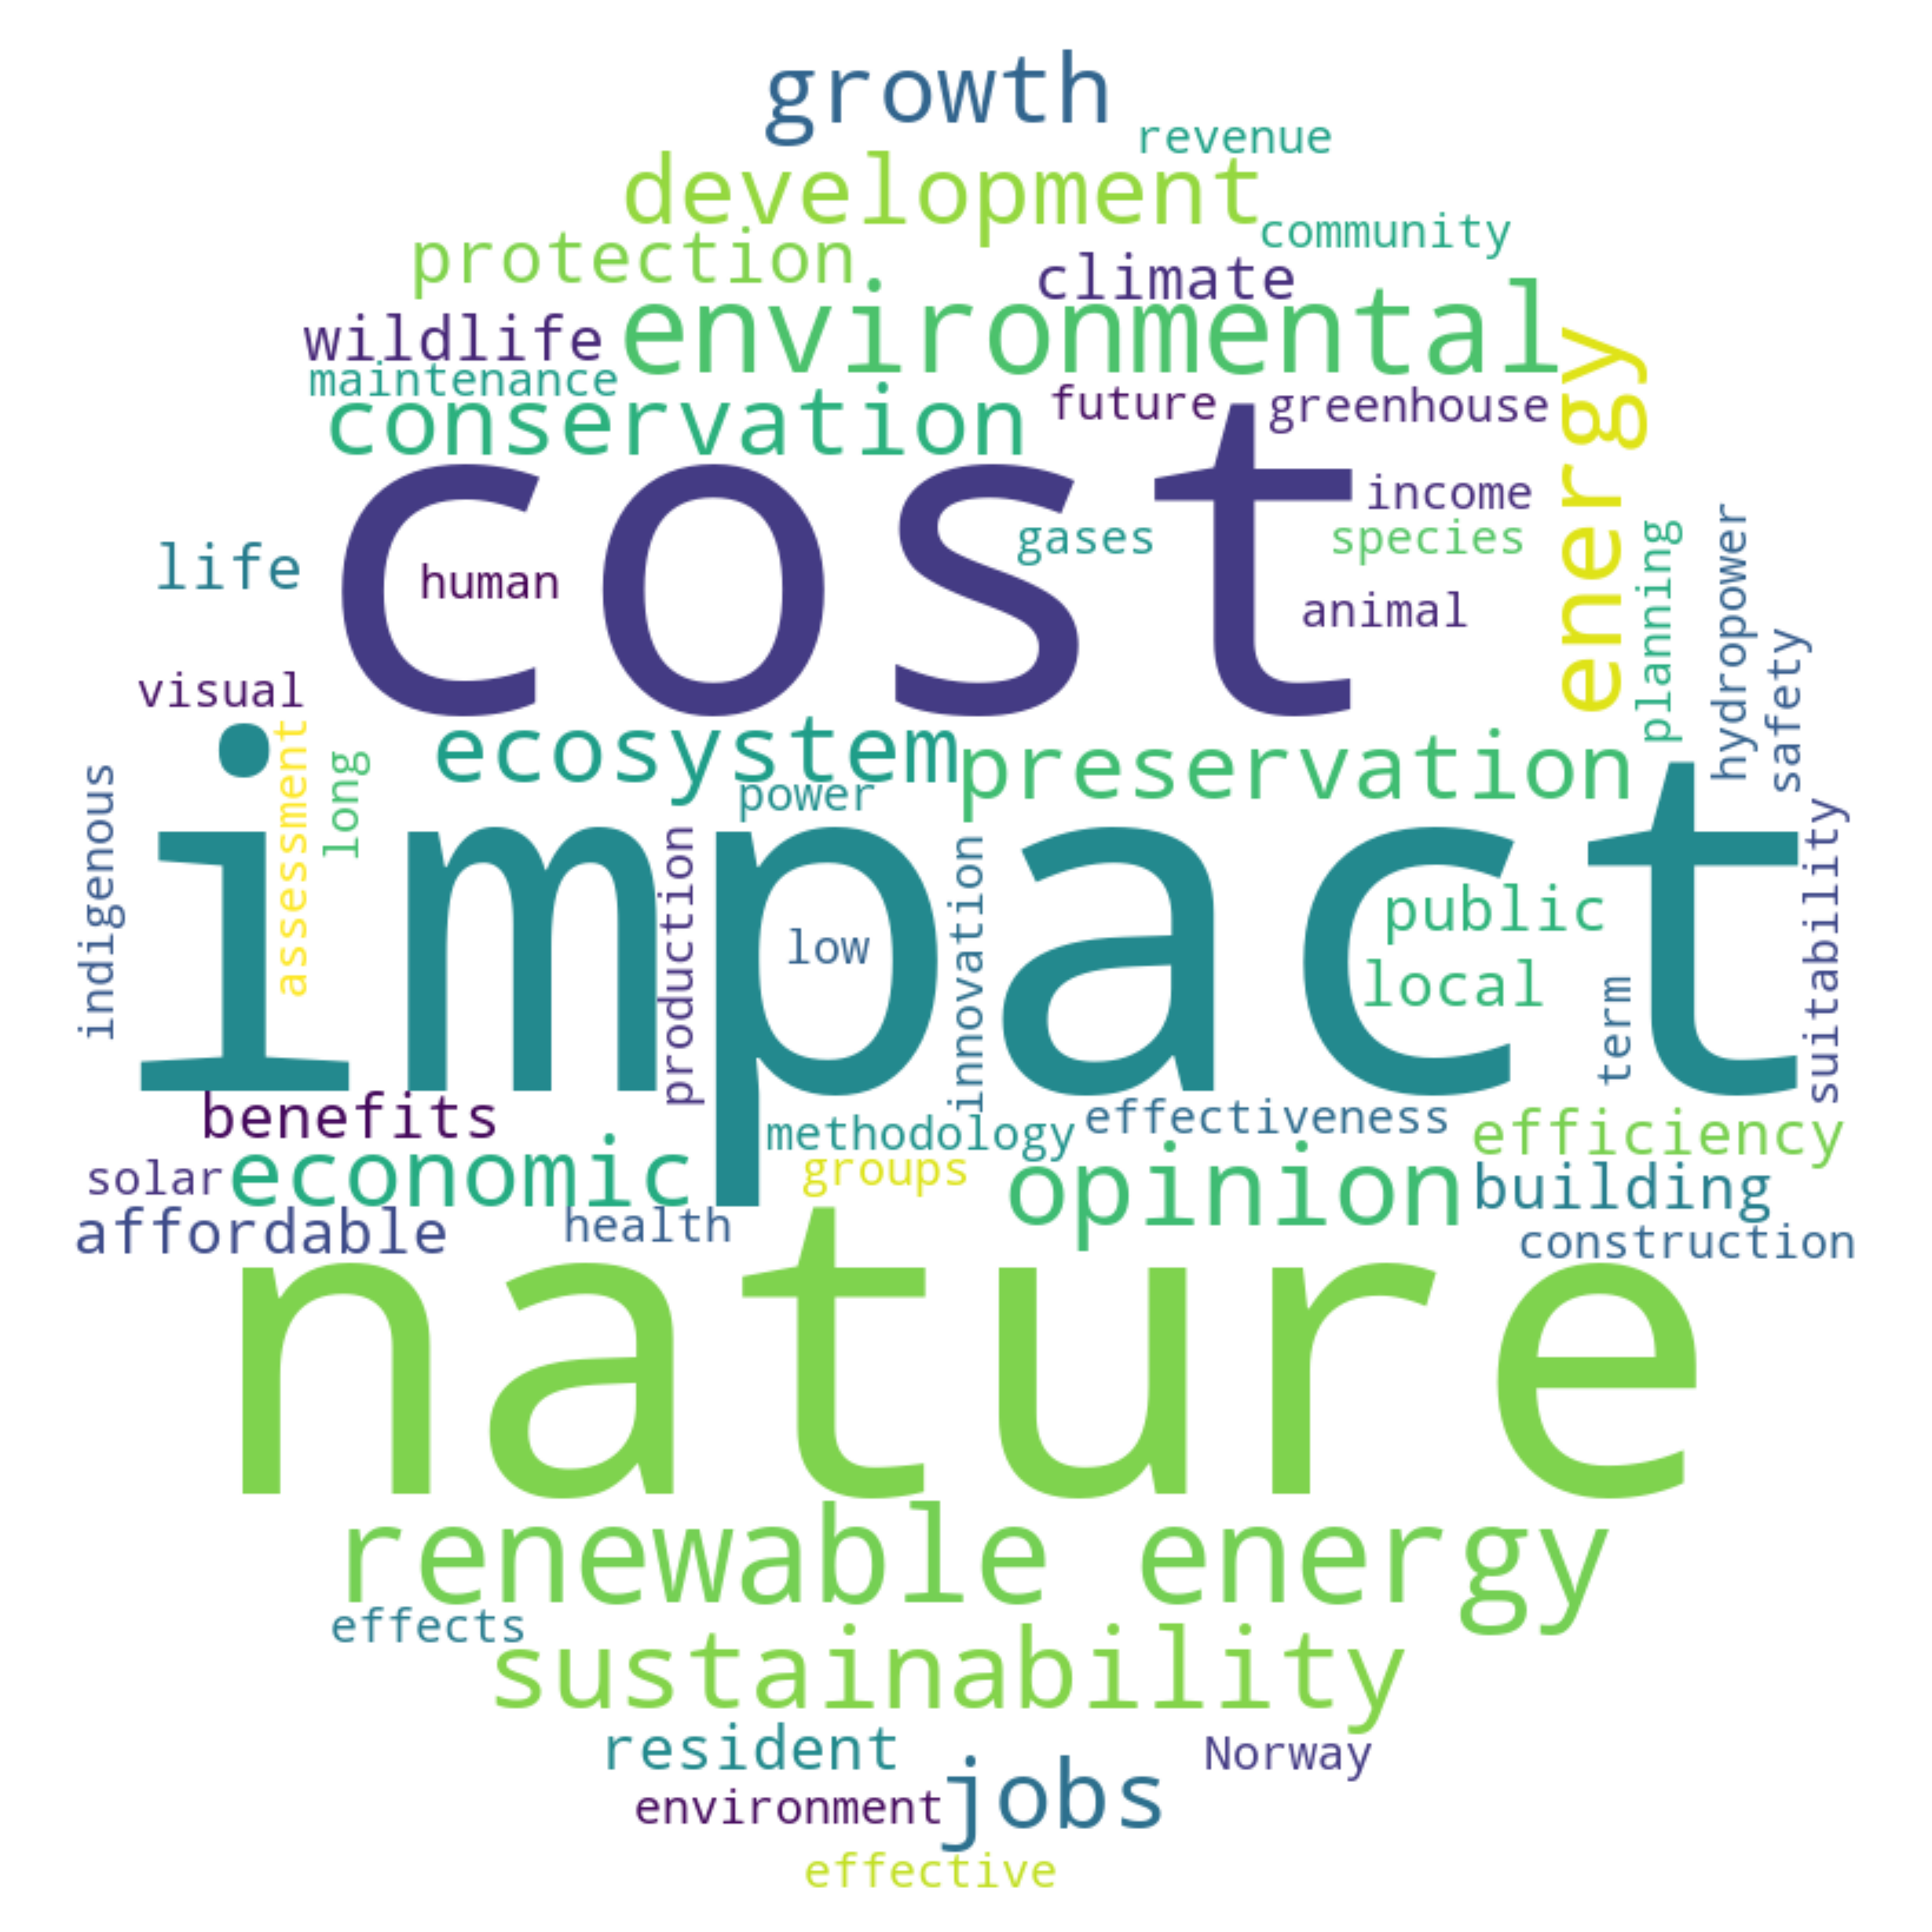 growth
revenue
development
community
protection
climate
environmental
wildlife
maintenance
conservation
future
greenhouse
energy
cost
income
gases
species
life
human
animal
planning
hydropower
safety
visual
ecosystem
preservation
power
assessment
long
indigenous
impact
production
low
innovation
public
local
term
suitability
benefits
methodology
effectiveness
efficiency
solar
economic
groups
opinion
building
affordable
health
construction
nature
renewable energy
effects
sustainability
resident
Norway
jobs
environment
effective